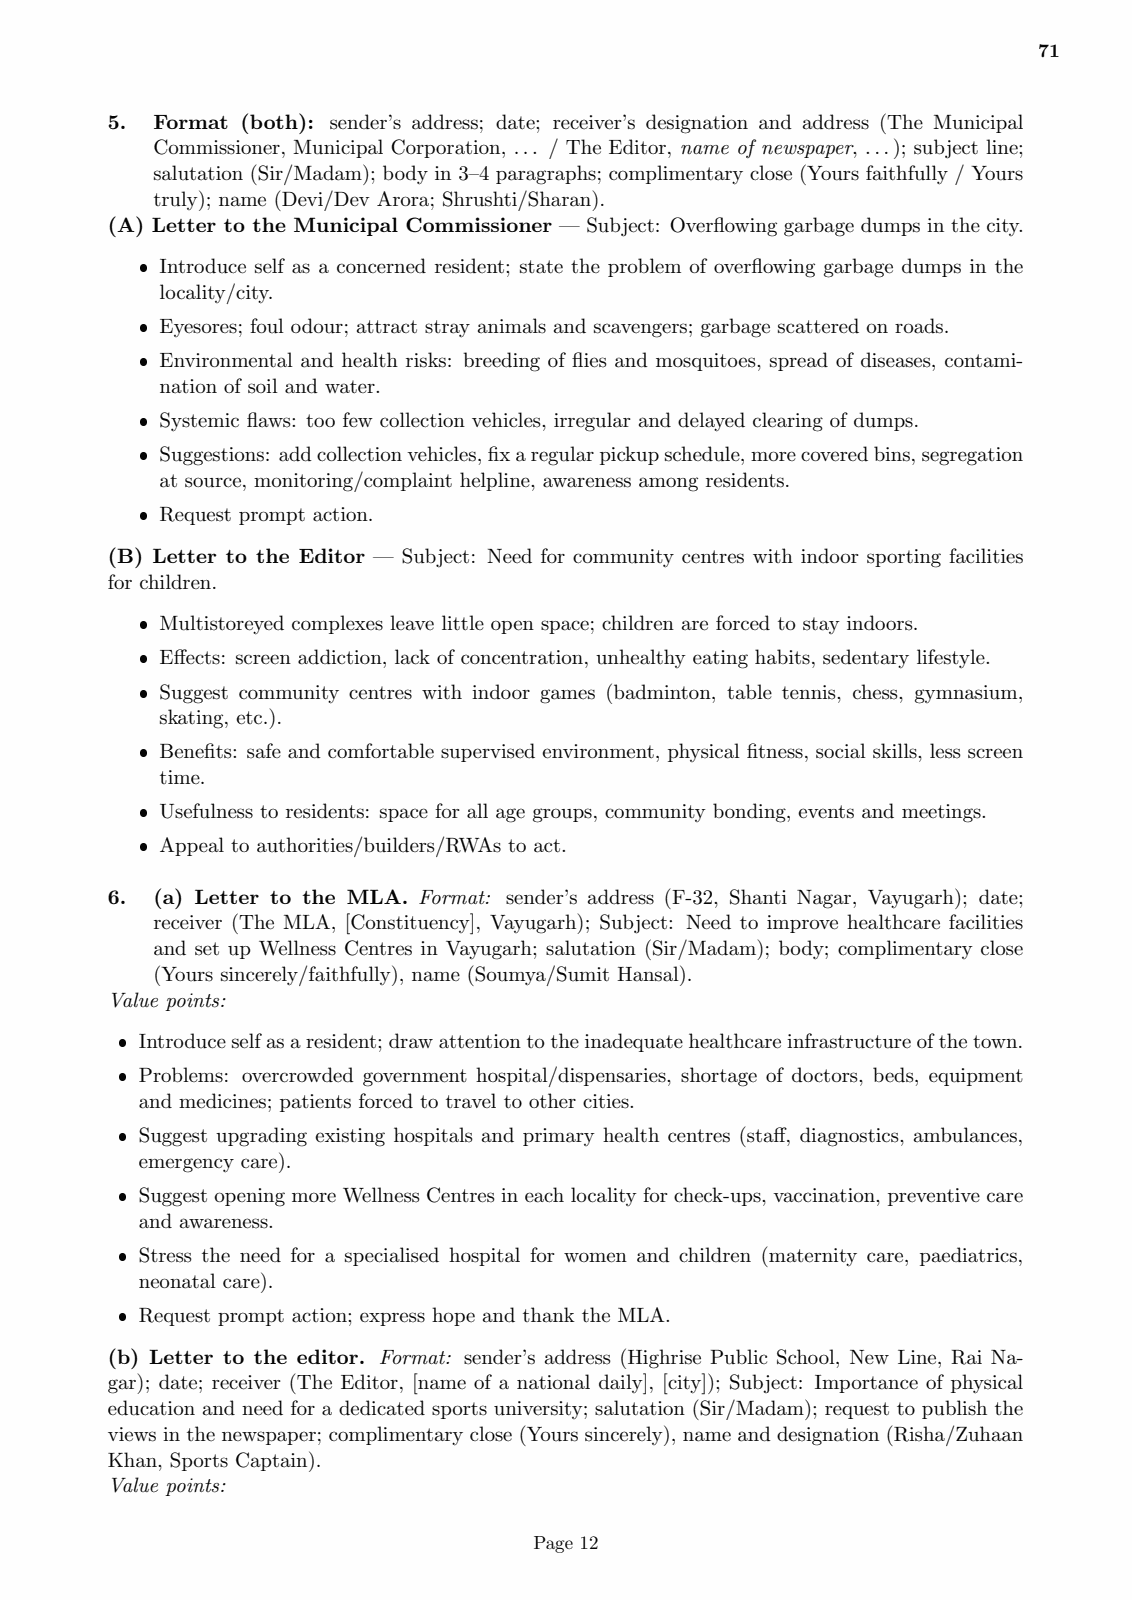 71
5. Format (both): sender's address; date; receiver's designation and address (The Municipal
Commissioner, Municipal Corporation, ... / The Editor, name of newspaper, ...); subject line;
salutation (Sir/Madam); body in 3–4 paragraphs; complimentary close (Yours faithfully / Yours
truly); name (Devi/Dev Arora; Shrushti/Sharan).
(A) Letter to the Municipal Commissioner — Subject: Overflowing garbage dumps in the city.
• Introduce self as a concerned resident; state the problem of overflowing garbage dumps in the
locality/city.
• Eyesores; foul odour; attract stray animals and scavengers; garbage scattered on roads.
• Environmental and health risks: breeding of flies and mosquitoes, spread of diseases, contami-
nation of soil and water.
• Systemic flaws: too few collection vehicles, irregular and delayed clearing of dumps.
• Suggestions: add collection vehicles, fix a regular pickup schedule, more covered bins, segregation
at source, monitoring/complaint helpline, awareness among residents.
• Request prompt action.
(B) Letter to the Editor — Subject: Need for community centres with indoor sporting facilities
for children.
• Multistoreyed complexes leave little open space; children are forced to stay indoors.
• Effects: screen addiction, lack of concentration, unhealthy eating habits, sedentary lifestyle.
• Suggest community centres with indoor games (badminton, table tennis, chess, gymnasium,
skating, etc.).
• Benefits: safe and comfortable supervised environment, physical fitness, social skills, less screen
time.
• Usefulness to residents: space for all age groups, community bonding, events and meetings.
• Appeal to authorities/builders/RWAs to act.
6. (a) Letter to the MLA. Format: sender's address (F-32, Shanti Nagar, Vayugarh); date;
receiver (The MLA, [Constituency], Vayugarh); Subject: Need to improve healthcare facilities
and set up Wellness Centres in Vayugarh; salutation (Sir/Madam); body; complimentary close
(Yours sincerely/faithfully), name (Soumya/Sumit Hansal).
Value points:
• Introduce self as a resident; draw attention to the inadequate healthcare infrastructure of the town.
• Problems: overcrowded government hospital/dispensaries, shortage of doctors, beds, equipment
and medicines; patients forced to travel to other cities.
• Suggest upgrading existing hospitals and primary health centres (staff, diagnostics, ambulances,
emergency care).
• Suggest opening more Wellness Centres in each locality for check-ups, vaccination, preventive care
and awareness.
• Stress the need for a specialised hospital for women and children (maternity care, paediatrics,
neonatal care).
• Request prompt action; express hope and thank the MLA.
(b) Letter to the editor. Format: sender's address (Highrise Public School, New Line, Rai Na-
gar); date; receiver (The Editor, [name of a national daily], [city]); Subject: Importance of physical
education and need for a dedicated sports university; salutation (Sir/Madam); request to publish the
views in the newspaper; complimentary close (Yours sincerely), name and designation (Risha/Zuhaan
Khan, Sports Captain).
Value points:
Page 12